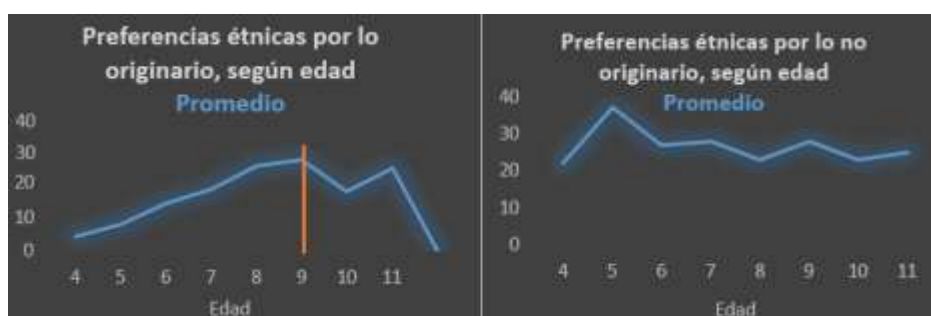 Preferencias étnicas por lo
originario, según edad
Promedio
40
30
20
10
0
4 5 6 7 8 9 10 11
Edad
Preferencias étnicas por lo no
originario, según edad
Promedio
40
30
20
10
0
4 5 6 7 8 9 10 11
Edad